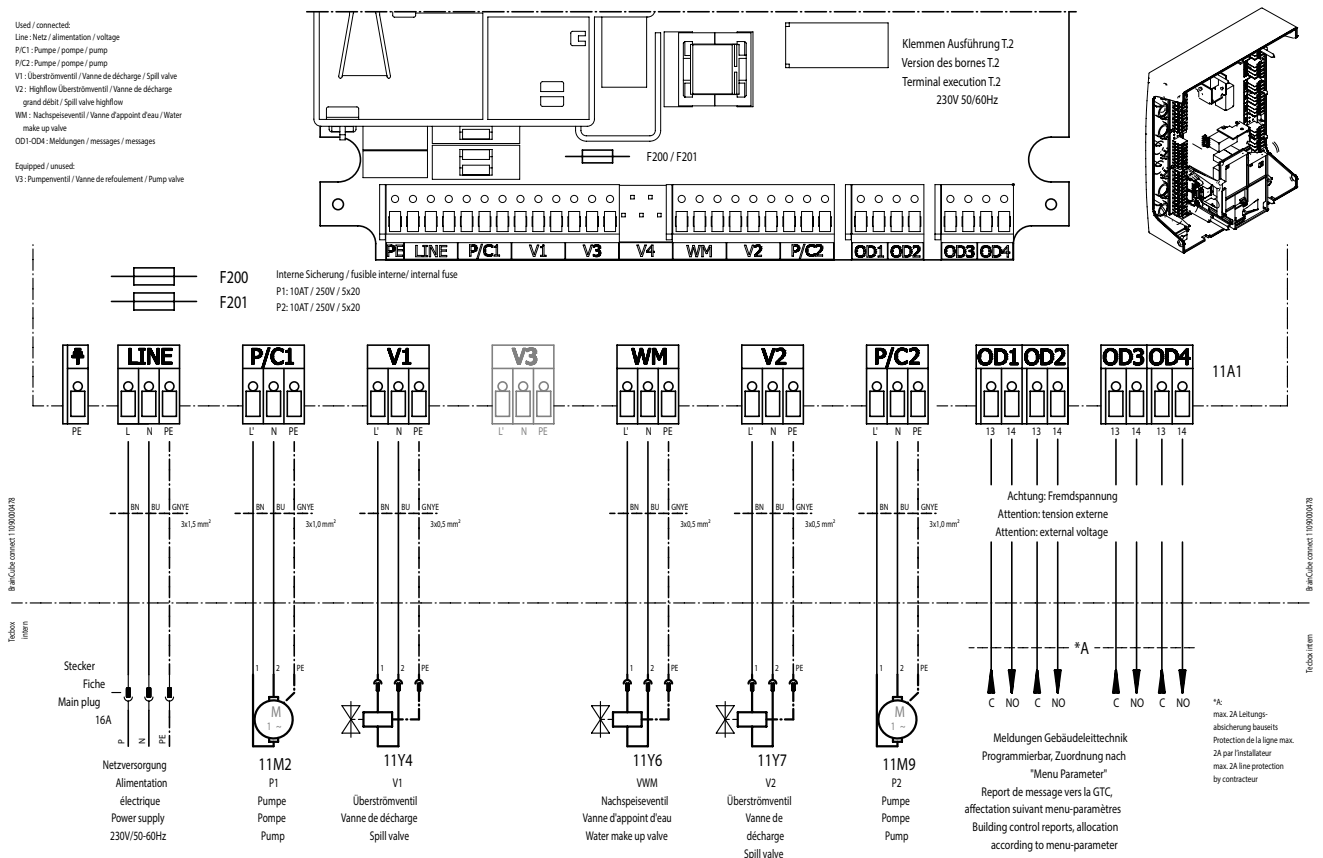 Used / connected:
Line : Netz / alimentation / voltage
P/C1 : Pumpe / pompe / pump
P/C2 : Pumpe / pompe / pump
V1 : Überströmventil / Vanne de décharge / Spill valve
V2 : Highflow Überströmventil / Vanne de décharge
grand débit / Spill valve highflow
WM : Nachspeiseventil / Vanne d'appoint d'eau / Water
make up valve
OD1-OD4 : Meldungen / messages / messages
Equipped / unused:
V3 : Pumpenventil / Vanne de refoulement / Pump valve
Klemmen Ausführung T.2
Version des bornes T.2
Terminal execution T.2
230V 50/60Hz
F200 / F201
PE LINE P/C1 V1 V3 V4 WM V2 P/C2 OD1 OD2 OD3 OD4
F200
F201
Interne Sicherung / fusible interne/ internal fuse
P1: 10AT / 250V / 5x20
P2: 10AT / 250V / 5x20
LINE P/C1 V1 V3 WM V2 P/C2 OD1 OD2 OD3 OD4
11A1
PE L N PE L' N PE L' N PE L' N PE L' N PE L' N PE L' N PE 13 14 13 14 13 14 13 14
BN BU GNYE BN BU GNYE BN BU GNYE BN BU GNYE BN BU GNYE BN BU GNYE
3x1,5 mm² 3x1,0 mm² 3x0,5 mm² 3x0,5 mm² 3x0,5 mm² 3x1,0 mm²
Achtung: Fremdspannung
Attention: tension externe
Attention: external voltage
BrainCube connect 11090000478
BrainCube connect 11090000478
Tecbox
intern
Tecbox intern
Stecker
Fiche
Main plug
16A
P N PE
1 2 PE 1 2 PE 1 2 PE 1 2 PE 1 2 PE
M
1 ~
M
1 ~
*A
C NO C NO C NO C NO
Netzversorgung
Alimentation
électrique
Power supply
230V/50-60Hz
11M2
P1
Pumpe
Pompe
Pump
11Y4
V1
Überströmventil
Vanne de décharge
Spill valve
11Y6
VWM
Nachspeiseventil
Vanne d'appoint d'eau
Water make up valve
11Y7
V2
Überströmventil
Vanne de
décharge
Spill valve
11M9
P2
Pumpe
Pompe
Pump
Meldungen Gebäudeleittechnik
Programmierbar, Zuordnung nach
"Menu Parameter"
Report de message vers la GTC,
affectation suivant menu-paramètres
Building control reports, allocation
according to menu-parameter
*A:
max. 2A Leitungs-
absicherung bauseits
Protection de la ligne max.
2A par l'installateur
max. 2A line protection
by contracteur